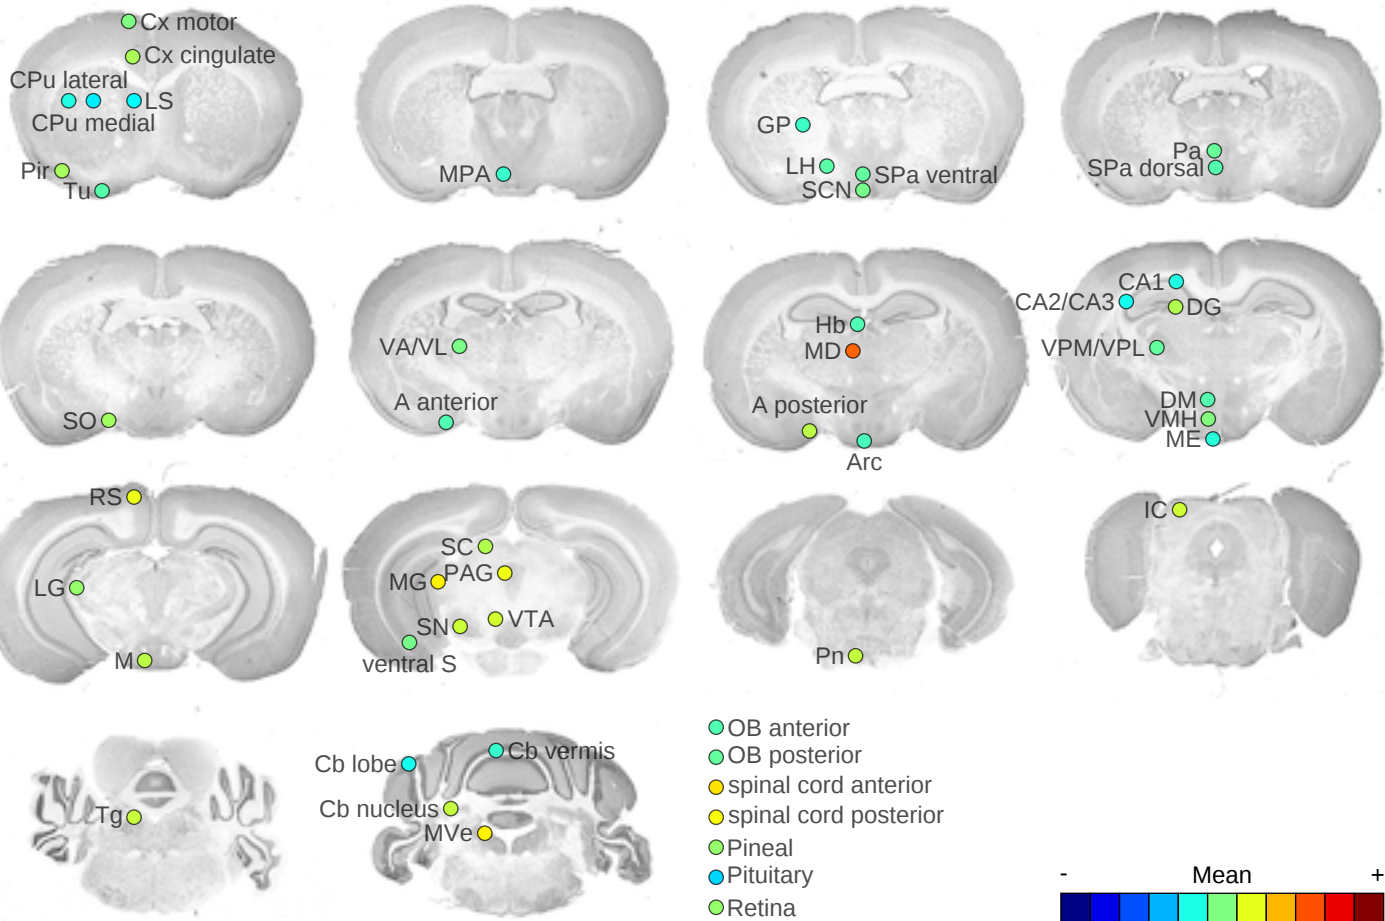 Cx motor
Cx cingulate
CPu lateral
LS
CPu medial
Pir
Tu
MPA
GP
LH
SPa ventral
SCN
Pa
SPa dorsal
SO
VA/VL
A anterior
Hb
MD
A posterior
Arc
CA1
CA2/CA3
DG
VPM/VPL
DM
VMH
ME
RS
LG
M
SC
MG
PAG
SN
VTA
ventral S
Pn
IC
Tg
Cb lobe
Cb vermis
Cb nucleus
MVe
OB anterior
OB posterior
spinal cord anterior
spinal cord posterior
Pineal
Pituitary
Retina
- Mean +